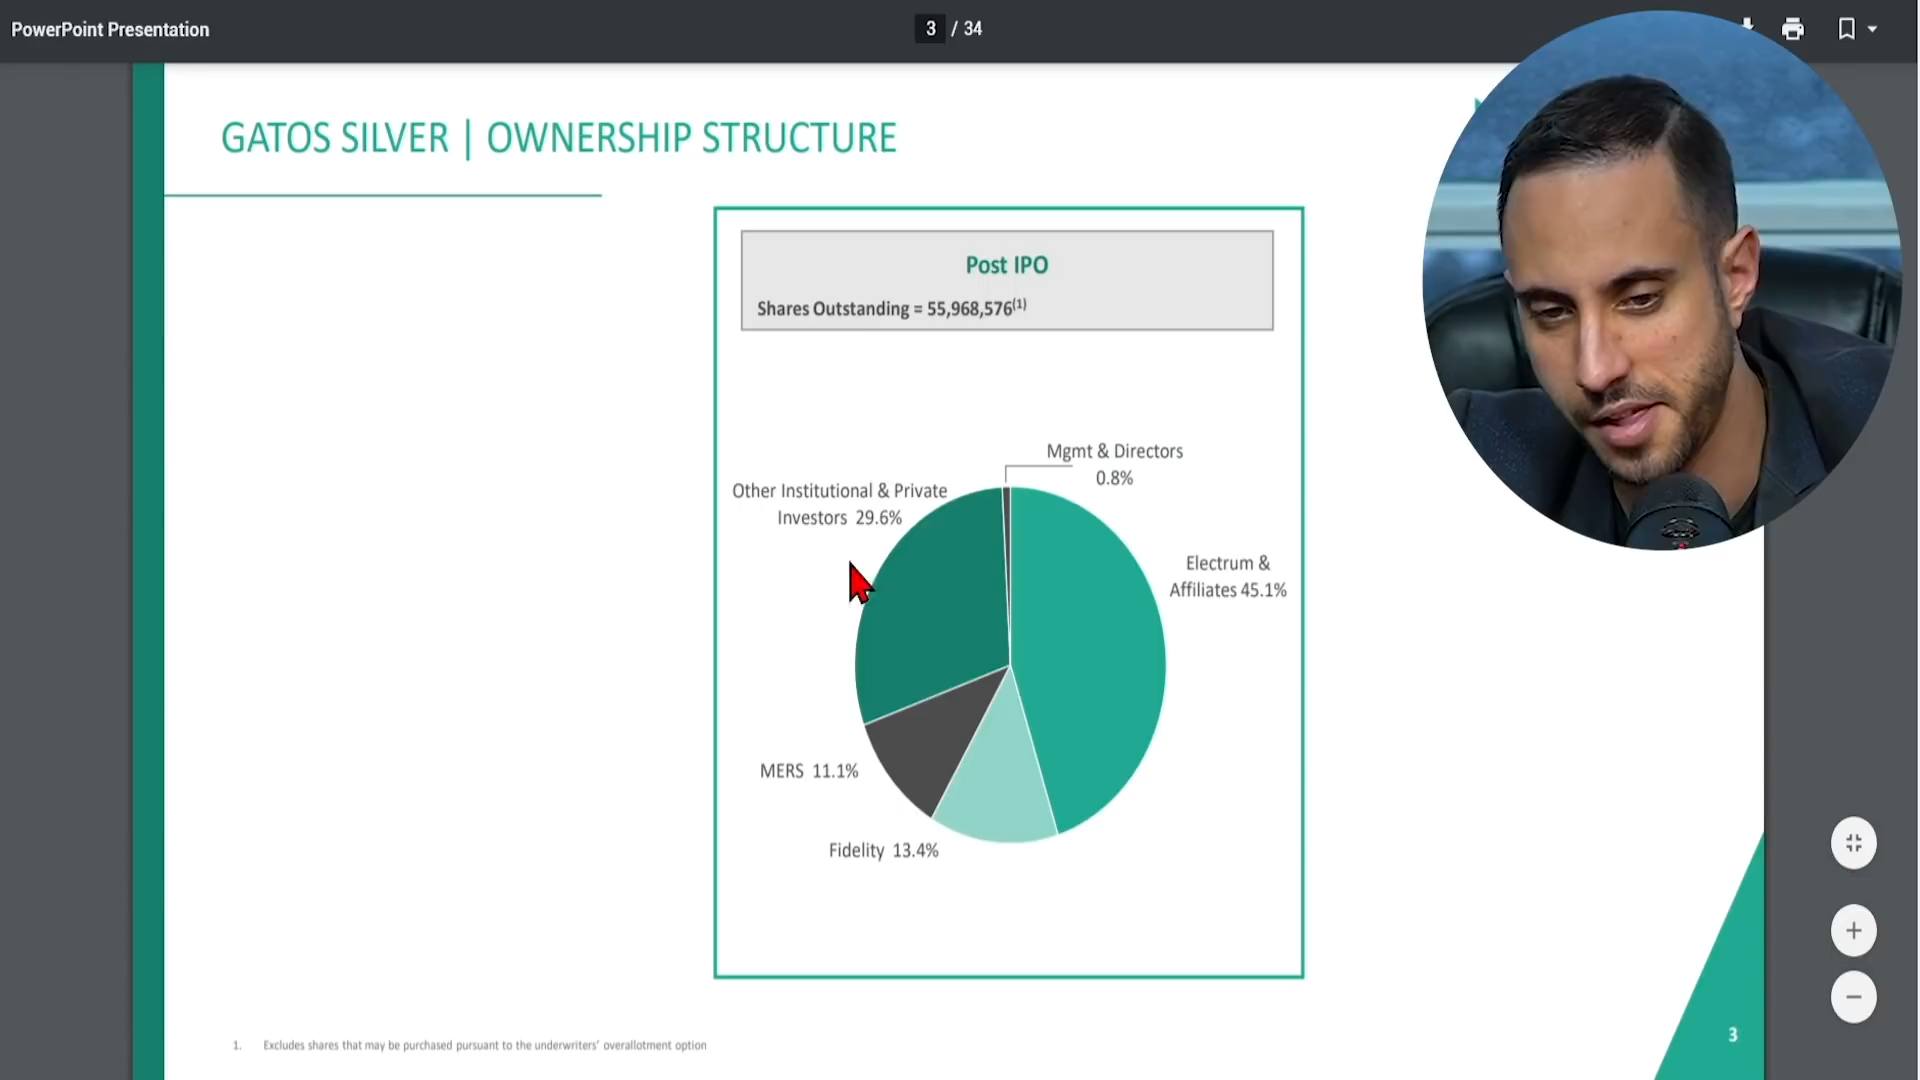 PowerPoint Presentation
3 / 34
GATOS SILVER | OWNERSHIP STRUCTURE
Post IPO
Shares Outstanding = 55,968,576(1)
Mgmt & Directors
0.8%
Other Institutional & Private
Investors 29.6%
Electrum &
Affiliates 45.1%
MERS 11.1%
Fidelity 13.4%
1. Excludes shares that may be purchased pursuant to the underwriters' overallotment option
3